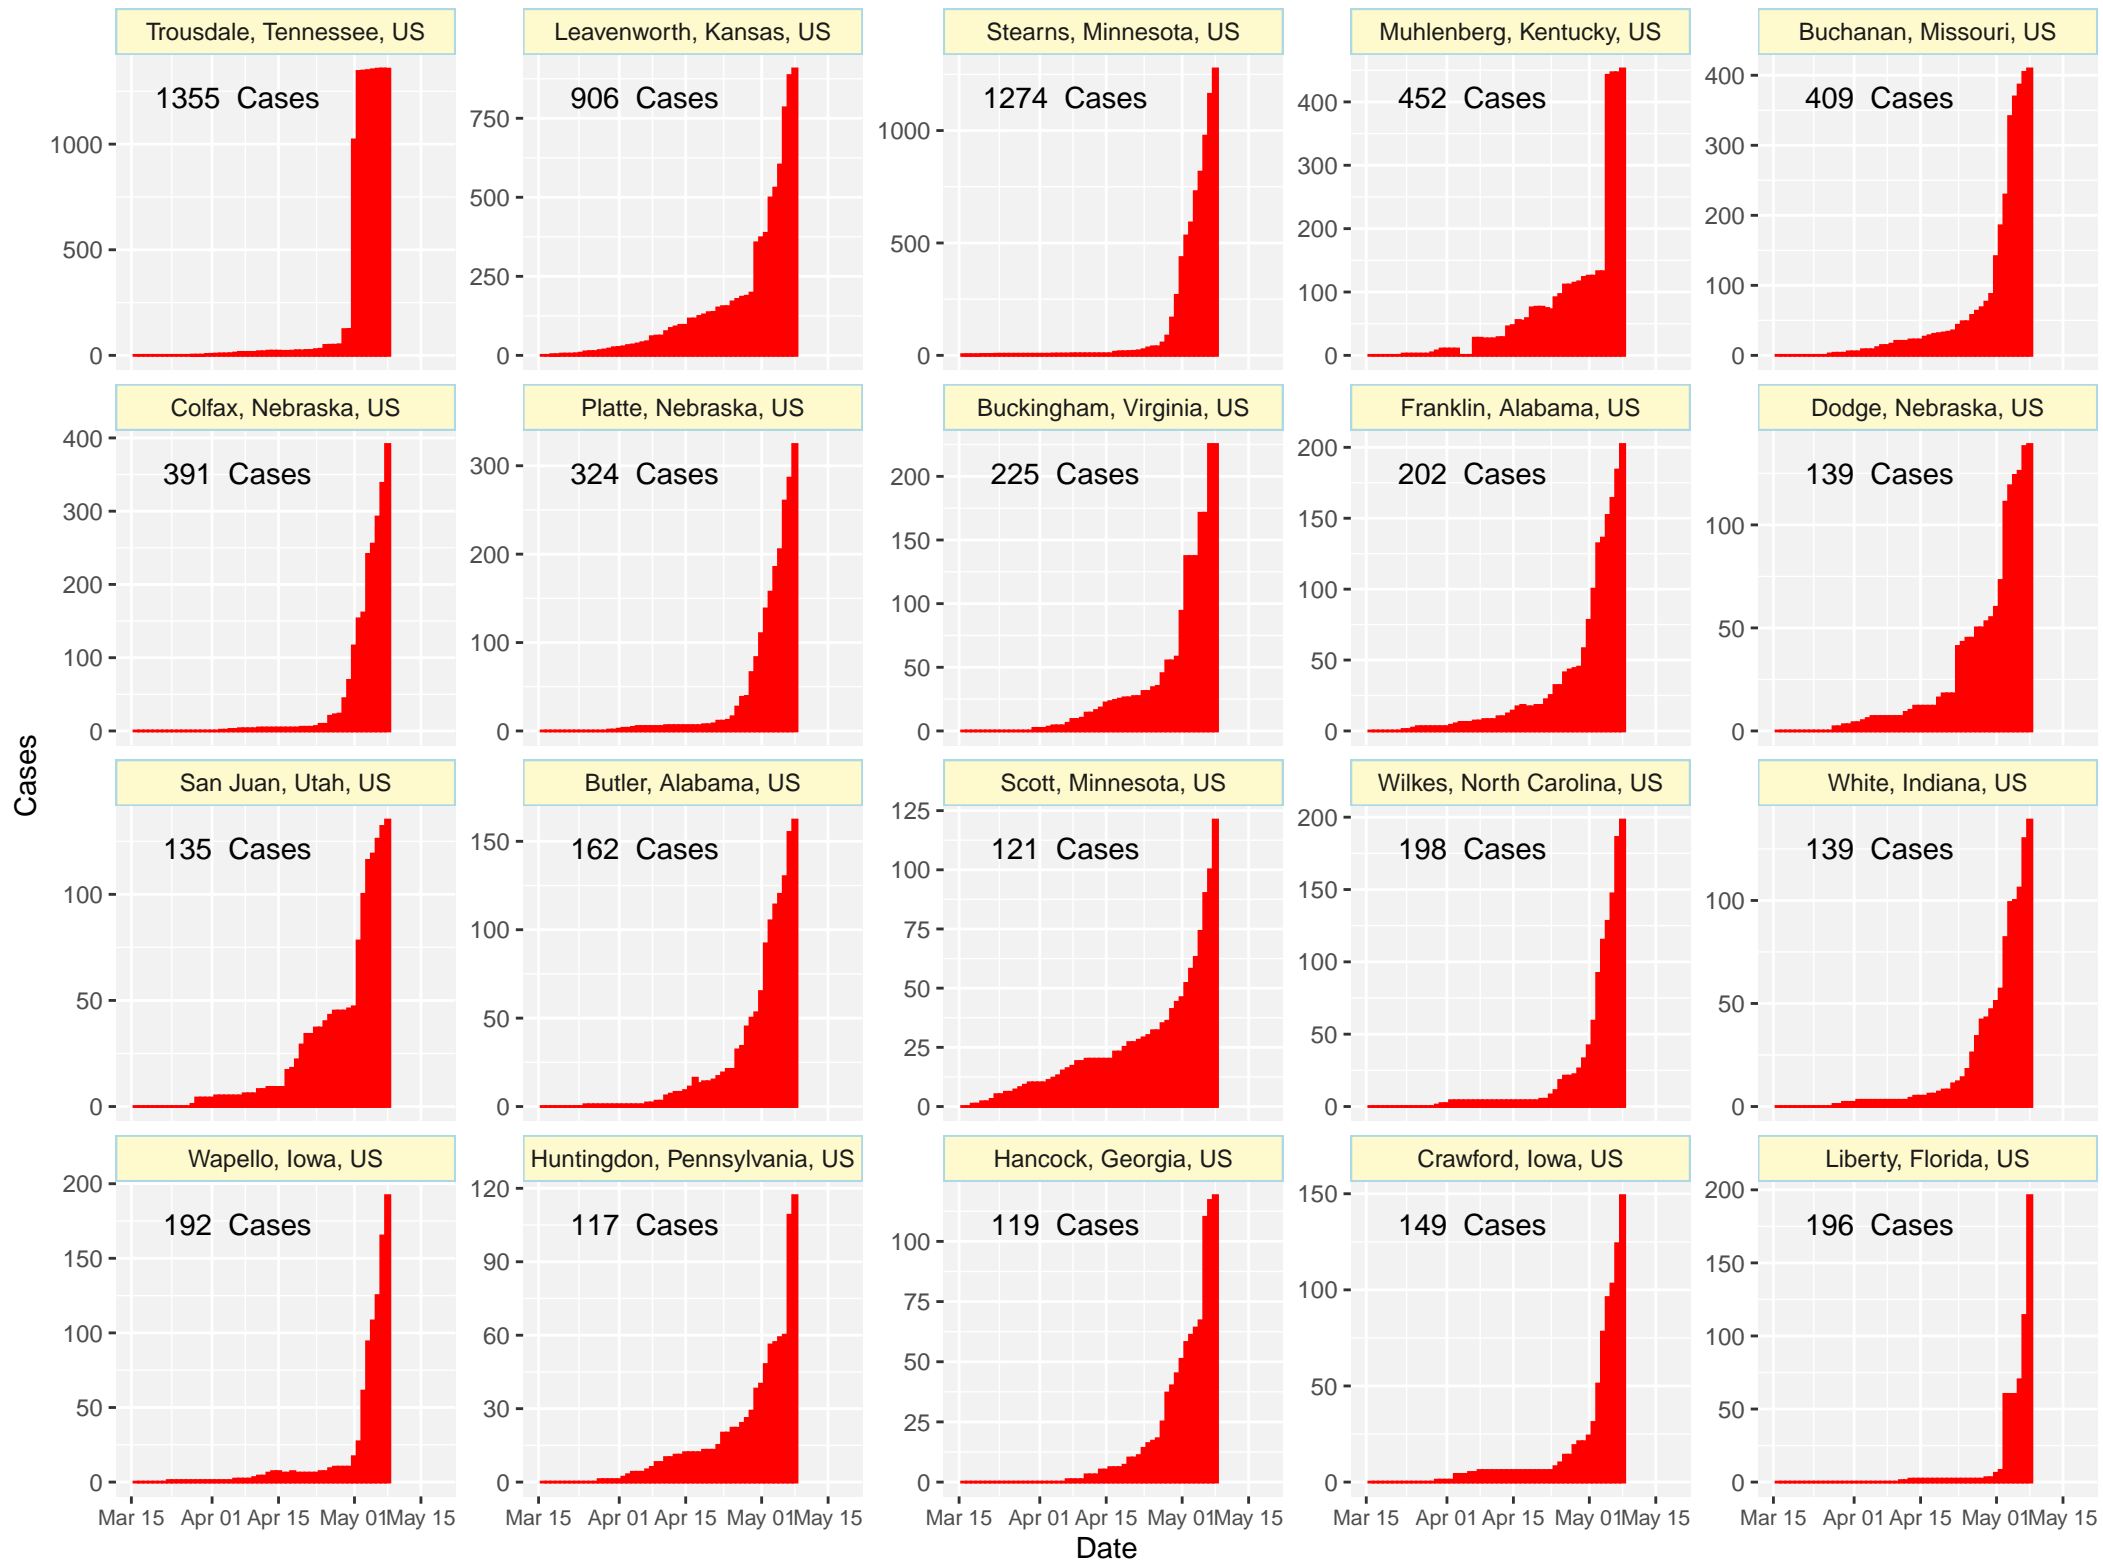 Trousdale, Tennessee, US
Leavenworth, Kansas, US
Stearns, Minnesota, US
Muhlenberg, Kentucky, US
Buchanan, Missouri, US
1355 Cases
906 Cases
1274 Cases
452 Cases
409 Cases
1000
500
0
750
500
250
0
1000
500
0
400
300
200
100
0
400
300
200
100
0
Colfax, Nebraska, US
Platte, Nebraska, US
Buckingham, Virginia, US
Franklin, Alabama, US
Dodge, Nebraska, US
391 Cases
324 Cases
225 Cases
202 Cases
139 Cases
400
300
200
100
0
300
200
100
0
200
150
100
50
0
200
150
100
50
0
100
50
0
Cases
San Juan, Utah, US
Butler, Alabama, US
Scott, Minnesota, US
Wilkes, North Carolina, US
White, Indiana, US
135 Cases
162 Cases
121 Cases
198 Cases
139 Cases
100
50
0
150
100
50
0
125
100
75
50
25
0
200
150
100
50
0
100
50
0
Wapello, Iowa, US
Huntingdon, Pennsylvania, US
Hancock, Georgia, US
Crawford, Iowa, US
Liberty, Florida, US
192 Cases
117 Cases
119 Cases
149 Cases
196 Cases
200
150
100
50
0
120
90
60
30
0
100
75
50
25
0
150
100
50
0
200
150
100
50
0
Mar 15 Apr 01 Apr 15 May 01 May 15
Mar 15 Apr 01 Apr 15 May 01 May 15
Mar 15 Apr 01 Apr 15 May 01 May 15
Mar 15 Apr 01 Apr 15 May 01 May 15
Mar 15 Apr 01 Apr 15 May 01 May 15
Date